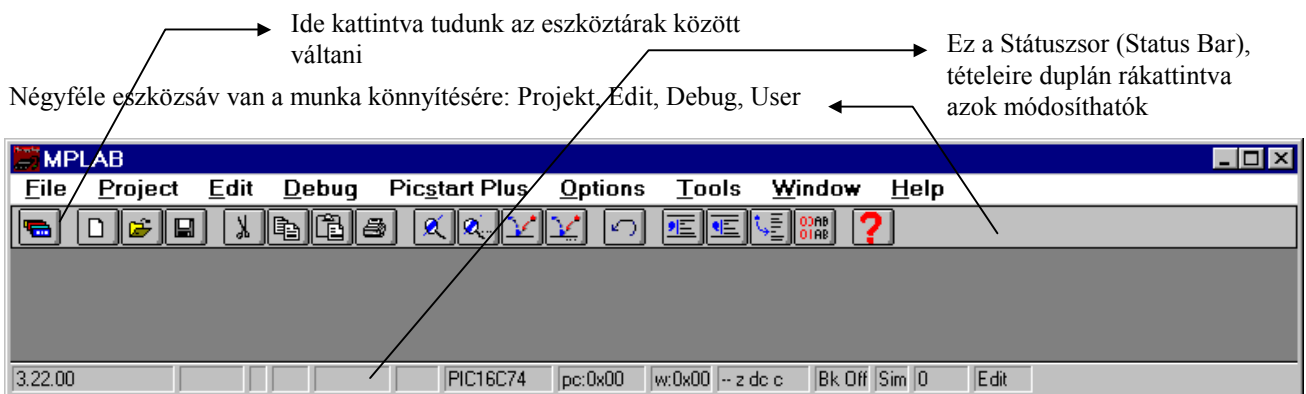 Ide kattintva tudunk az eszköztárak között
váltani
Ez a Státuszsor (Status Bar),
tételeire duplán rákattintva
azok módosíthatók
Négyféle eszközsáv van a munka könnyítésére: Projekt, Edit, Debug, User
MPLAB
File Project Edit Debug Picstart Plus Options Tools Window Help
3.22.00 PIC16C74 pc:0x00 w:0x00 -- z dc c Bk Off Sim 0 Edit